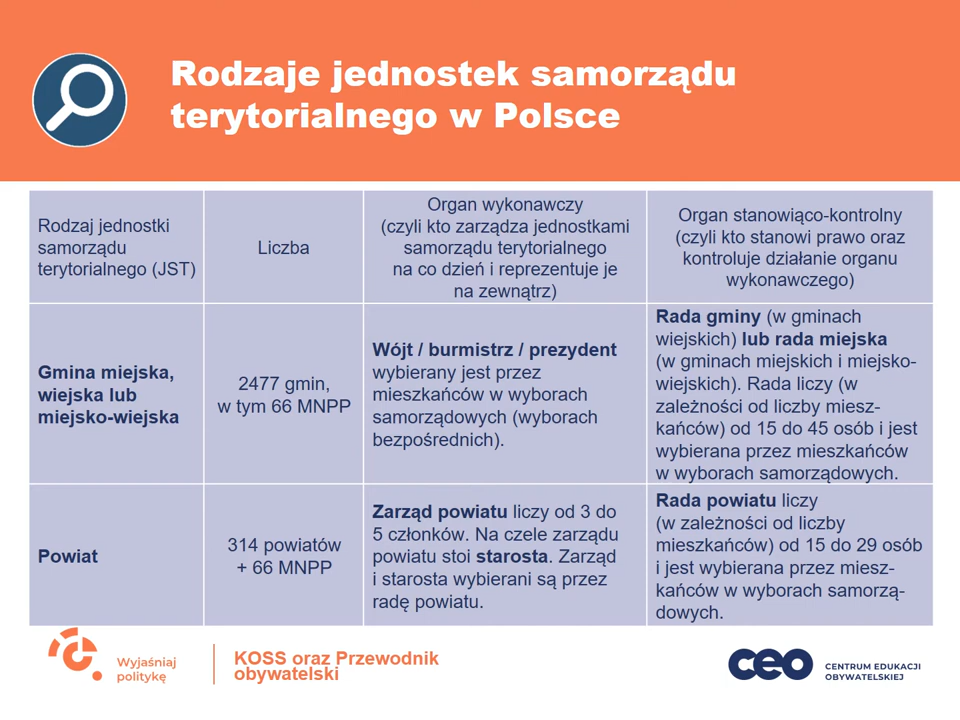 Rodzaje jednostek samorządu
terytorialnego w Polsce
Rodzaj jednostki
samorządu
terytorialnego (JST)
Liczba
Organ wykonawczy
(czyli kto zarządza jednostkami
samorządu terytorialnego
na co dzień i reprezentuje je
na zewnątrz)
Organ stanowiąco-kontrolny
(czyli kto stanowi prawo oraz
kontroluje działanie organu
wykonawczego)
Gmina miejska,
wiejska lub
miejsko-wiejska
2477 gmin,
w tym 66 MNPP
Wójt / burmistrz / prezydent
wybierany jest przez
mieszkańców w wyborach
samorządowych (wyborach
bezpośrednich).
Rada gminy (w gminach
wiejskich) lub rada miejska
(w gminach miejskich i miejsko-
wiejskich). Rada liczy (w
zależności od liczby miesz-
kańców) od 15 do 45 osób i jest
wybierana przez mieszkańców
w wyborach samorządowych.
Powiat
314 powiatów
+ 66 MNPP
Zarząd powiatu liczy od 3 do
5 członków. Na czele zarządu
powiatu stoi starosta. Zarząd
i starosta wybierani są przez
radę powiatu.
Rada powiatu liczy
(w zależności od liczby
mieszkańców) od 15 do 29 osób
i jest wybierana przez miesz-
kańców w wyborach samorzą-
dowych.
Wyjaśniaj
politykę
KOSS oraz Przewodnik
obywatelski
ceo
CENTRUM EDUKACJI
OBYWATELSKIEJ